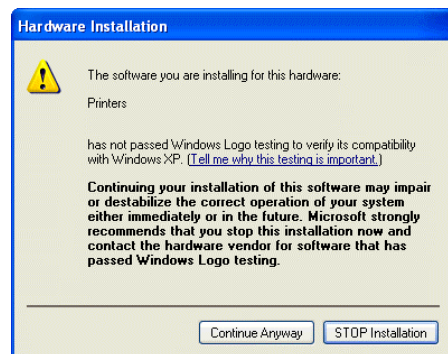 Hardware Installation
The software you are installing for this hardware:
Printers
has not passed Windows Logo testing to verify its compatibility
with Windows XP. (Tell me why this testing is important.)
Continuing your installation of this software may impair
or destabilize the correct operation of your system
either immediately or in the future. Microsoft strongly
recommends that you stop this installation now and
contact the hardware vendor for software that has
passed Windows Logo testing.
Continue Anyway
STOP Installation